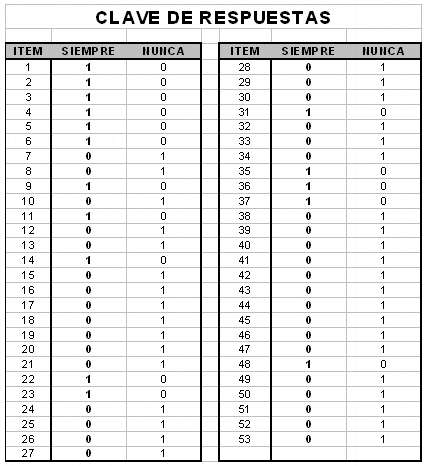 CLAVE DE RESPUESTAS
ITEM SIEMPRE NUNCA ITEM SIEMPRE NUNCA
1 1 0 28 0 1
2 1 0 29 0 1
3 1 0 30 0 1
4 1 0 31 1 0
5 1 0 32 0 1
6 1 0 33 0 1
7 0 1 34 0 1
8 0 1 35 1 0
9 1 0 36 1 0
10 0 1 37 1 0
11 1 0 38 0 1
12 0 1 39 0 1
13 0 1 40 0 1
14 1 0 41 0 1
15 0 1 42 0 1
16 0 1 43 0 1
17 0 1 44 0 1
18 0 1 45 0 1
19 0 1 46 0 1
20 0 1 47 0 1
21 0 1 48 1 0
22 1 0 49 0 1
23 1 0 50 0 1
24 0 1 51 0 1
25 0 1 52 0 1
26 0 1 53 0 1
27 0 1